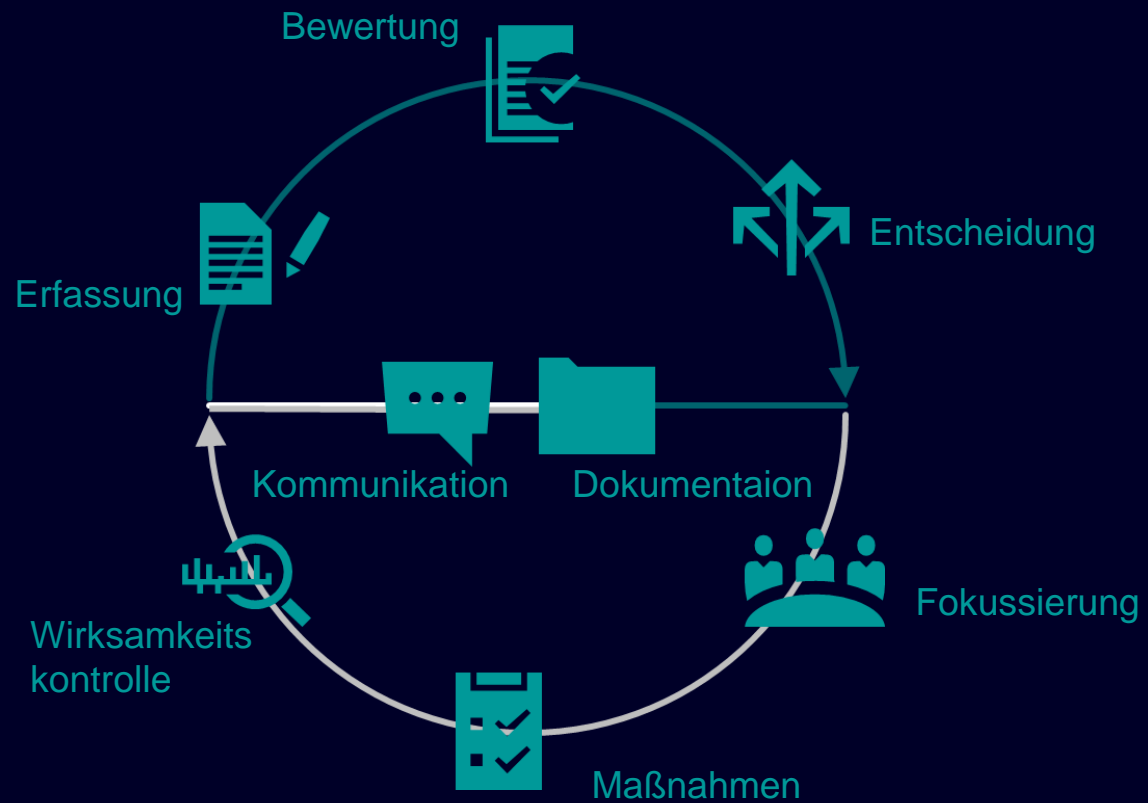 Bewertung
Entscheidung
Erfassung
Kommunikation
Dokumentaion
Fokussierung
Wirksamkeits
kontrolle
Maßnahmen